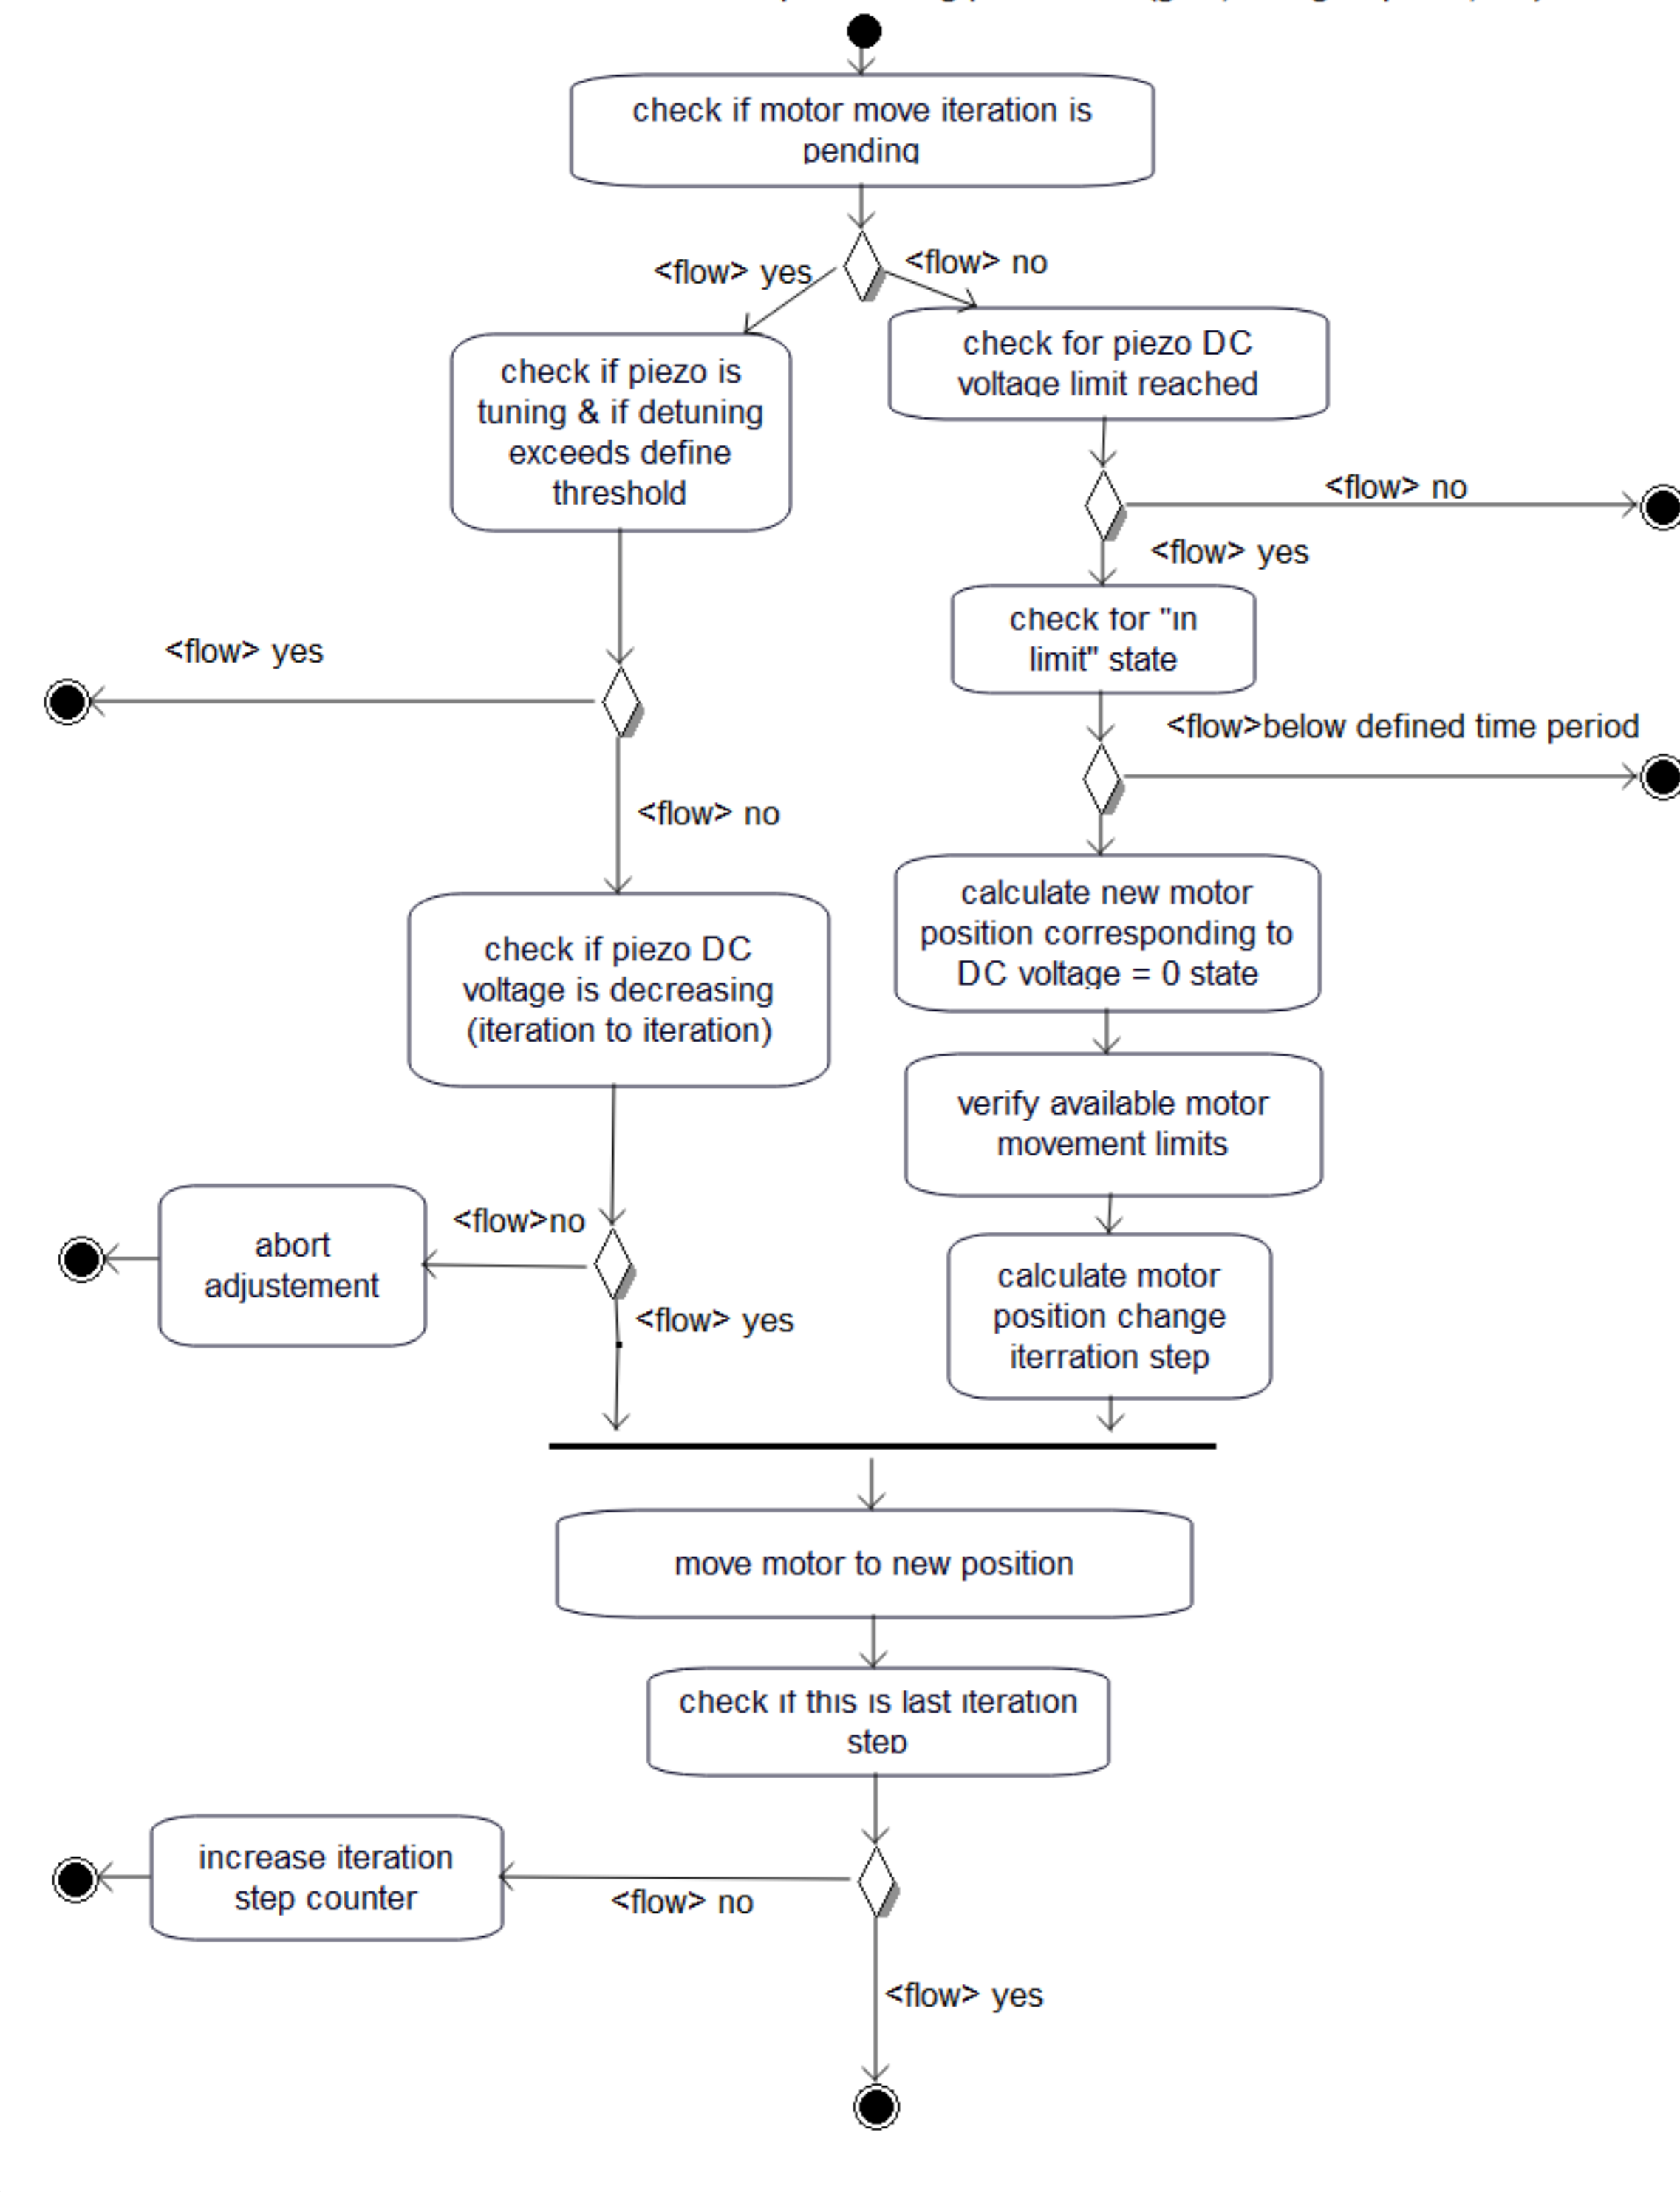 check if motor move iteration is
pending
<flow> yes
<flow> no
check if piezo is
tuning & if detuning
exceeds define
threshold
check for piezo DC
voltage limit reached
<flow> no
<flow> yes
check for "in
limit" state
<flow> yes
<flow>below defined time period
<flow> no
calculate new motor
position corresponding to
DC voltage = 0 state
check if piezo DC
voltage is decreasing
(iteration to iteration)
verify available motor
movement limits
<flow>no
abort
adjustement
<flow> yes
calculate motor
position change
iterration step
move motor to new position
check if this is last iteration
step
increase iteration
step counter
<flow> no
<flow> yes